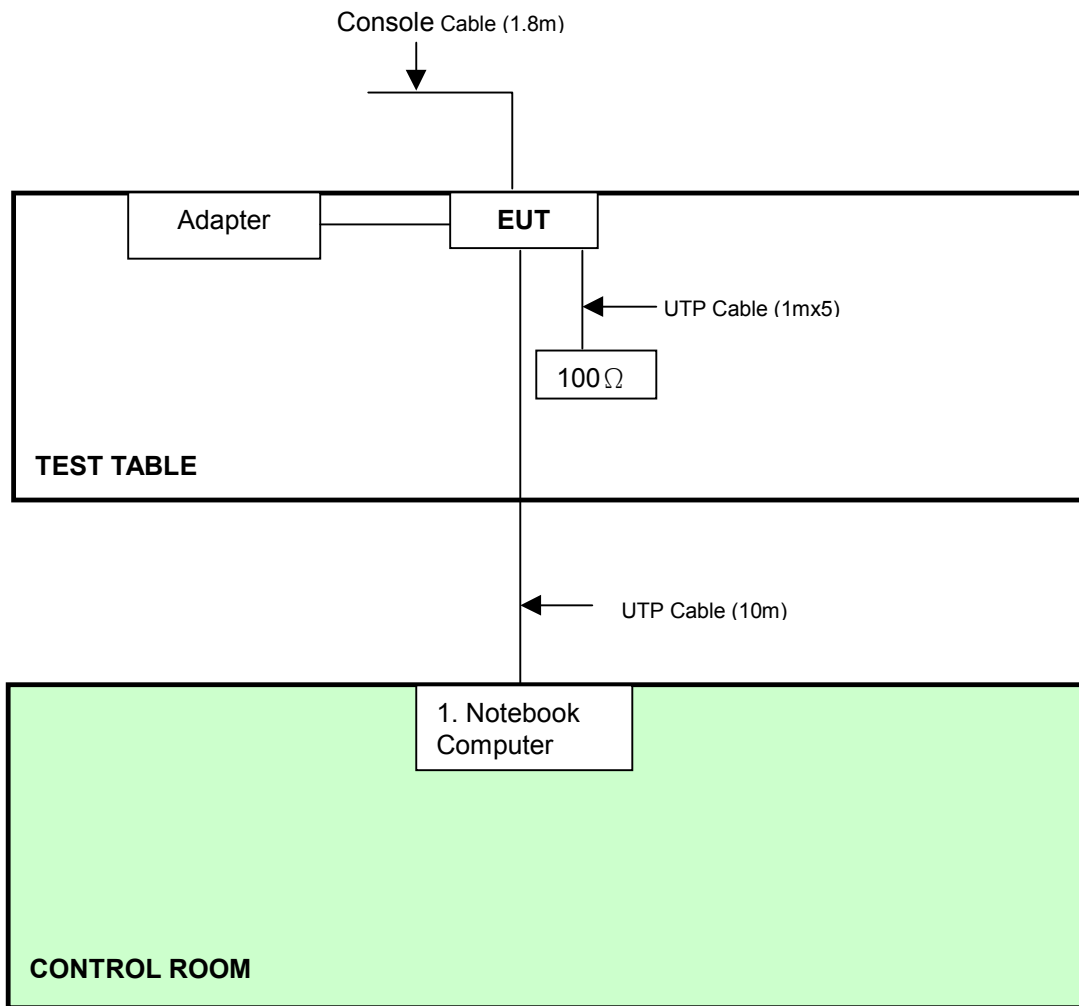 Console Cable (1.8m)
Adapter
EUT
UTP Cable (1mx5)
100Ω
TEST TABLE
UTP Cable (10m)
1. Notebook
Computer
CONTROL ROOM